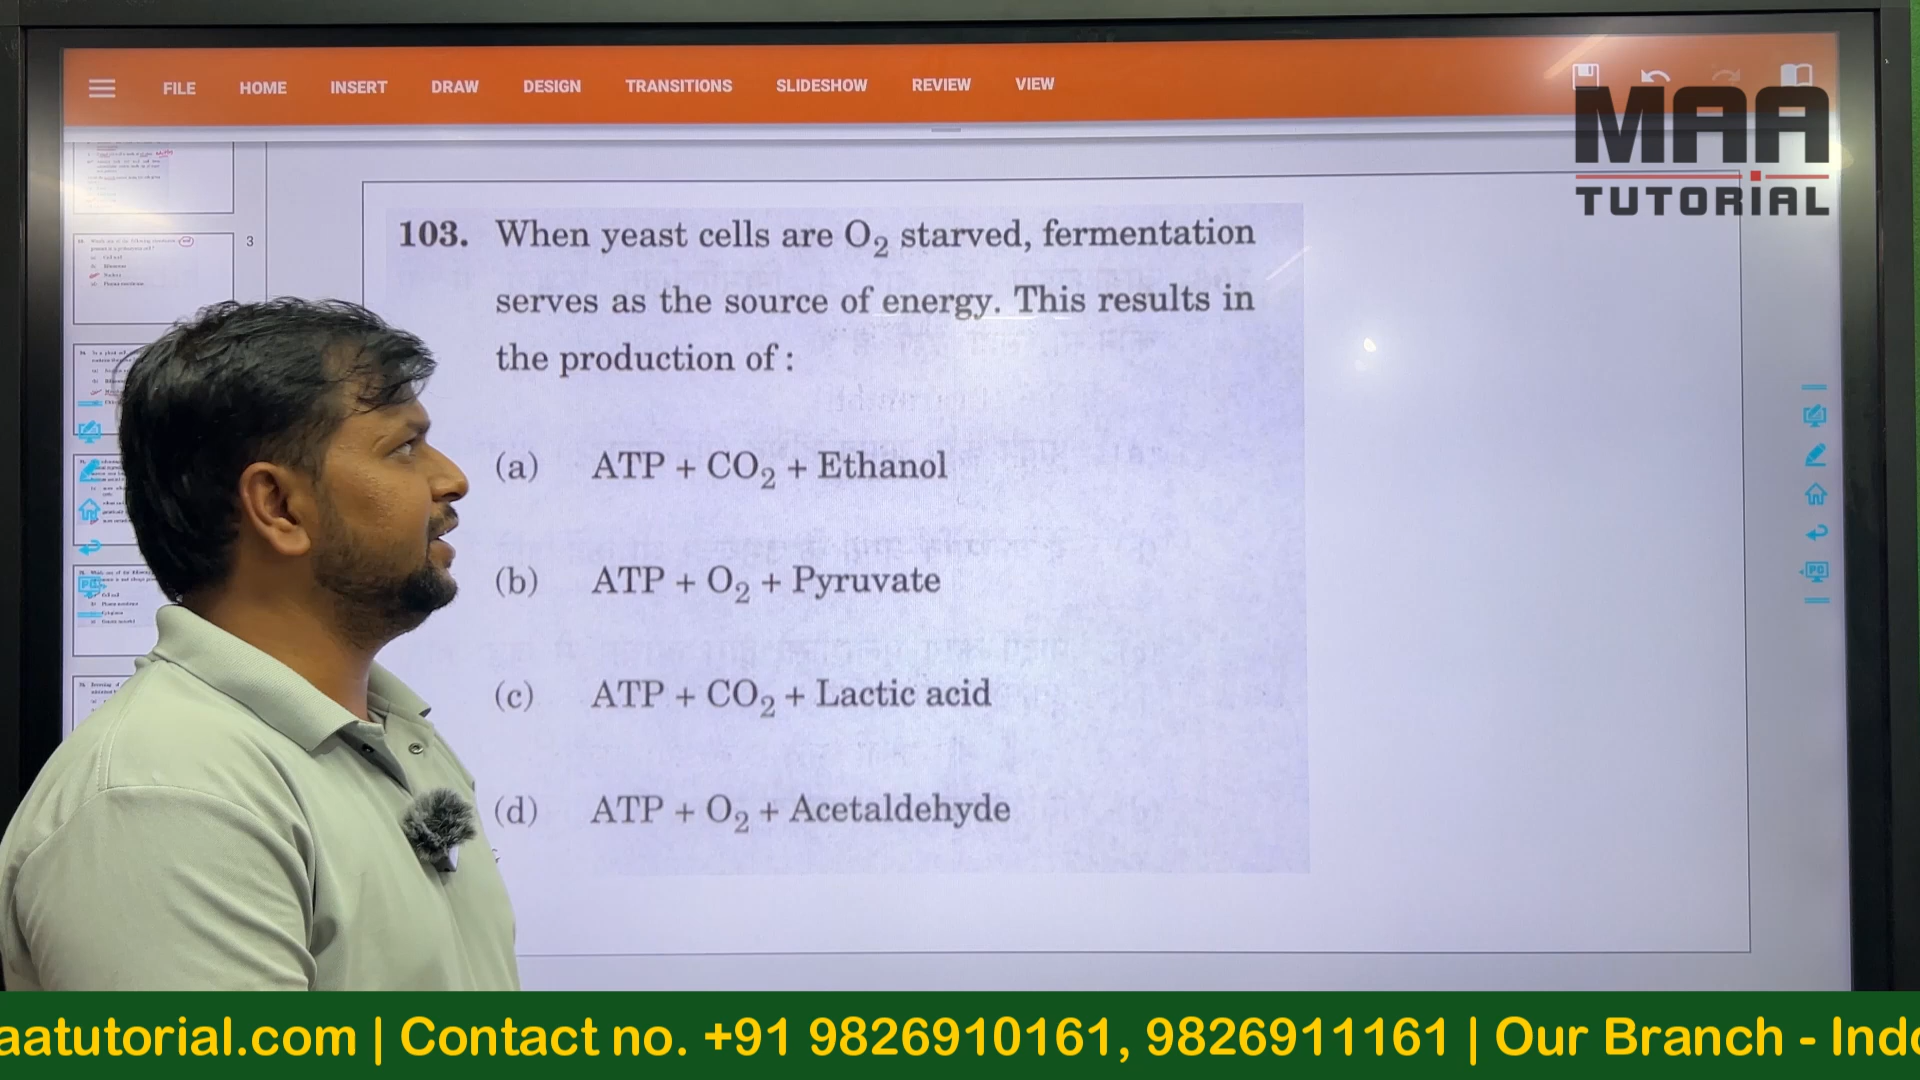 FILE HOME INSERT DRAW DESIGN TRANSITIONS SLIDESHOW REVIEW VIEW
MAA
TUTORIAL
3
103. When yeast cells are O₂ starved, fermentation
serves as the source of energy. This results in
the production of :
(a) ATP + CO₂ + Ethanol
(b) ATP + O₂ + Pyruvate
(c) ATP + CO₂ + Lactic acid
(d) ATP + O₂ + Acetaldehyde
aatutorial.com | Contact no. +91 9826910161, 9826911161 | Our Branch - Indo